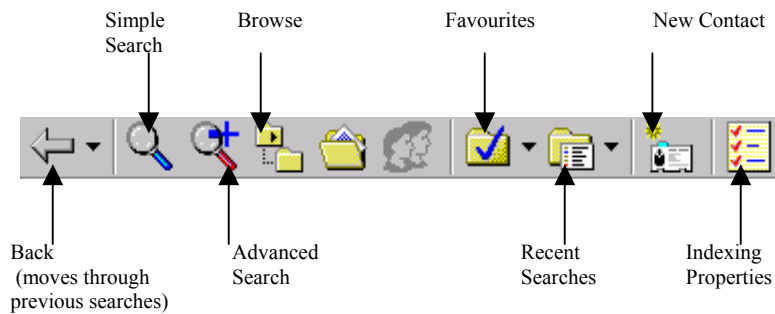 Simple
Search
Browse
Favourites
New Contact
Back
(moves through
previous searches)
Advanced
Search
Recent
Searches
Indexing
Properties